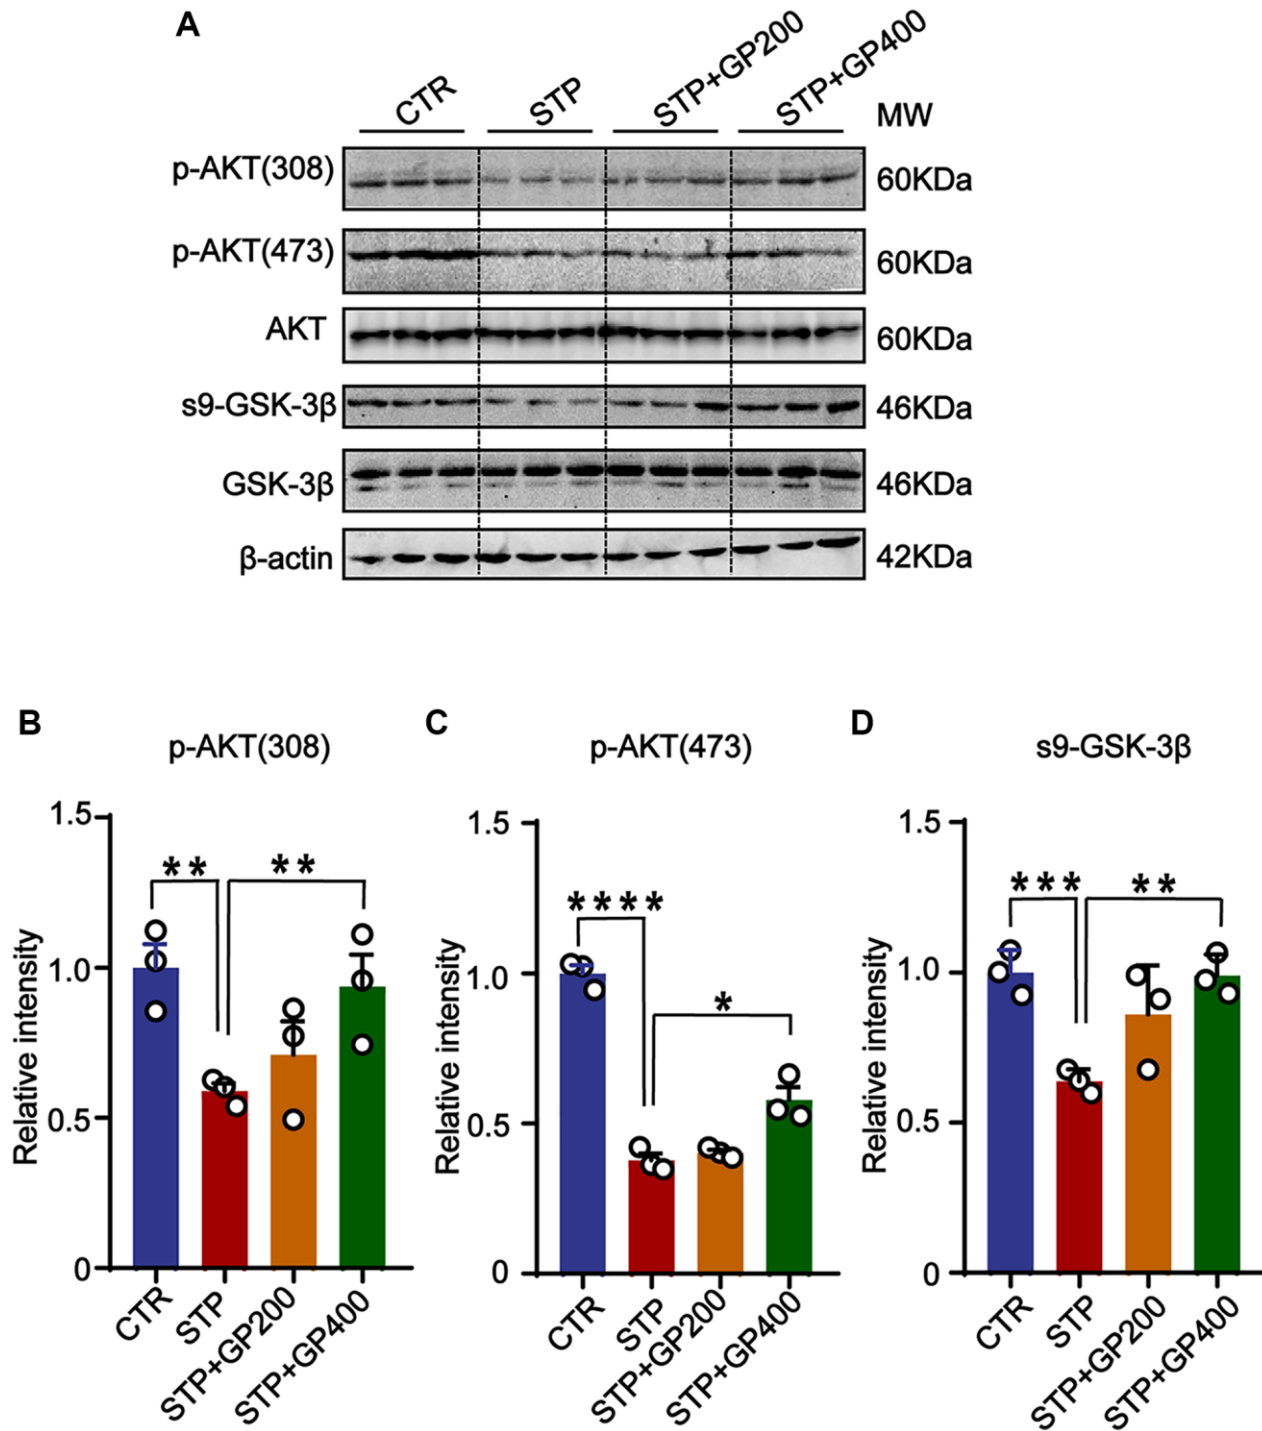 A
CTR STP STP+GP200 STP+GP400 MW
p-AKT(308) 60KDa
p-AKT(473) 60KDa
AKT 60KDa
s9-GSK-3β 46KDa
GSK-3β 46KDa
β-actin 42KDa
B
p-AKT(308)
Relative intensity
1.5
1.0
0.5
0
** **
CTR STP STP+GP200 STP+GP400
C
p-AKT(473)
Relative intensity
1.5
1.0
0.5
0
**** *
CTR STP STP+GP200 STP+GP400
D
s9-GSK-3β
Relative intensity
1.5
1.0
0.5
0
*** **
CTR STP STP+GP200 STP+GP400